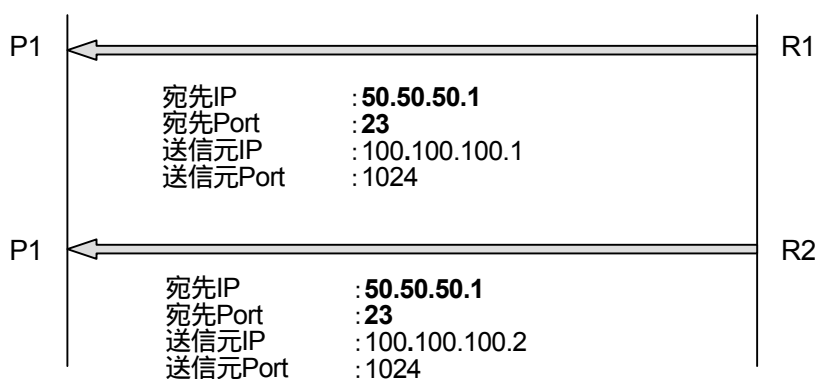 P1 R1
宛先IP :50.50.50.1
宛先Port :23
送信元IP :100.100.100.1
送信元Port :1024
P1 R2
宛先IP :50.50.50.1
宛先Port :23
送信元IP :100.100.100.2
送信元Port :1024